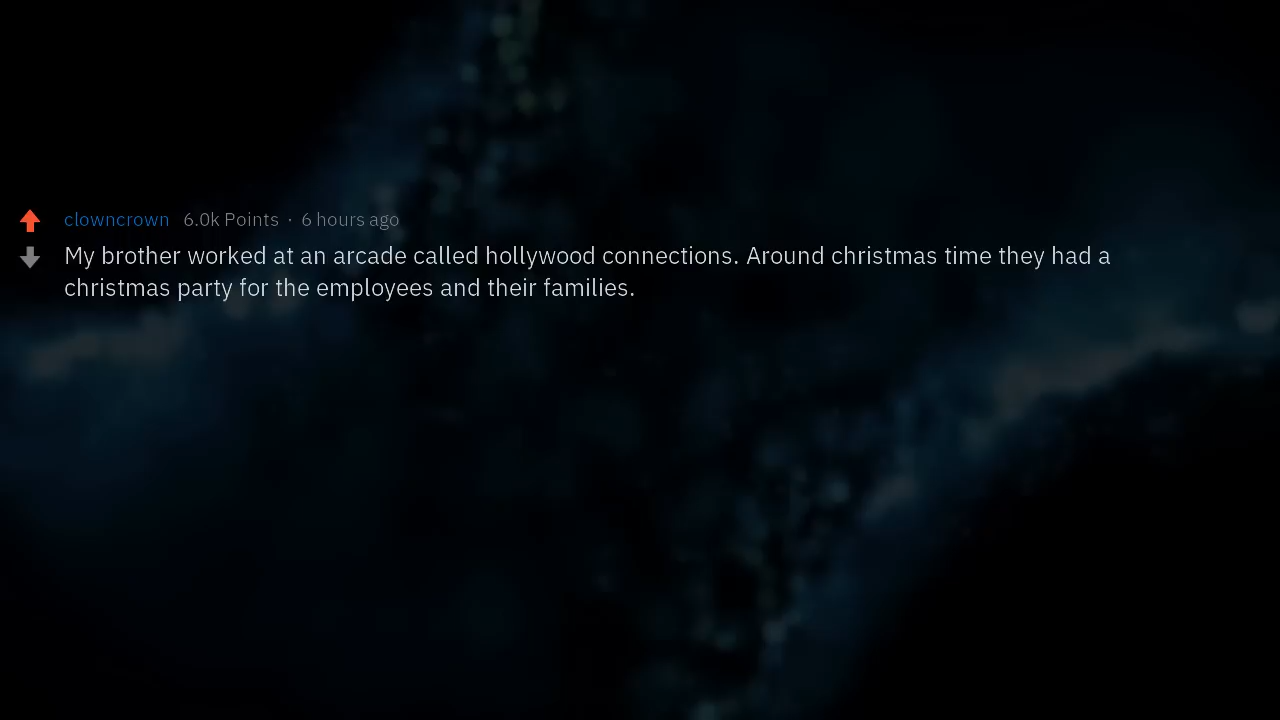 clowncrown 6.0k Points · 6 hours ago
My brother worked at an arcade called hollywood connections. Around christmas time they had a
christmas party for the employees and their families.